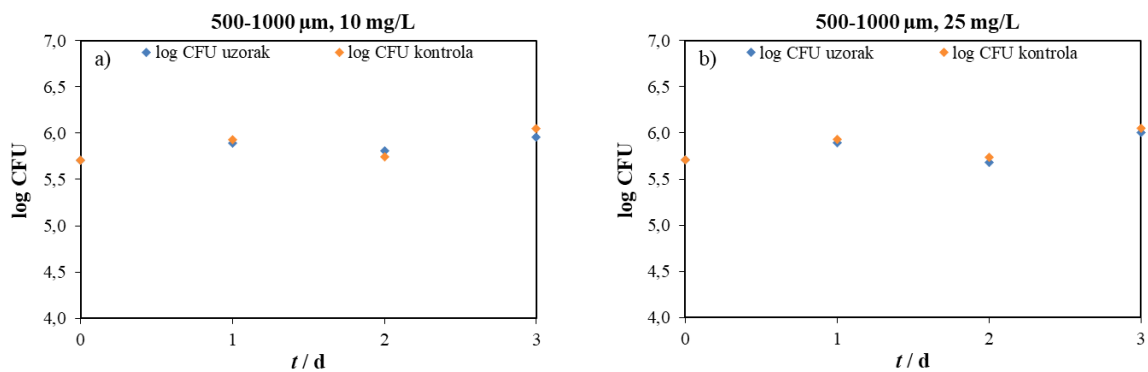 500-1000 µm, 10 mg/L
a)
log CFU uzorak
log CFU kontrola
7,0
6,5
6,0
5,5
5,0
4,5
4,0
log CFU
0 1 2 3
t / d
500-1000 µm, 25 mg/L
b)
log CFU uzorak
log CFU kontrola
7,0
6,5
6,0
5,5
5,0
4,5
4,0
log CFU
0 1 2 3
t / d